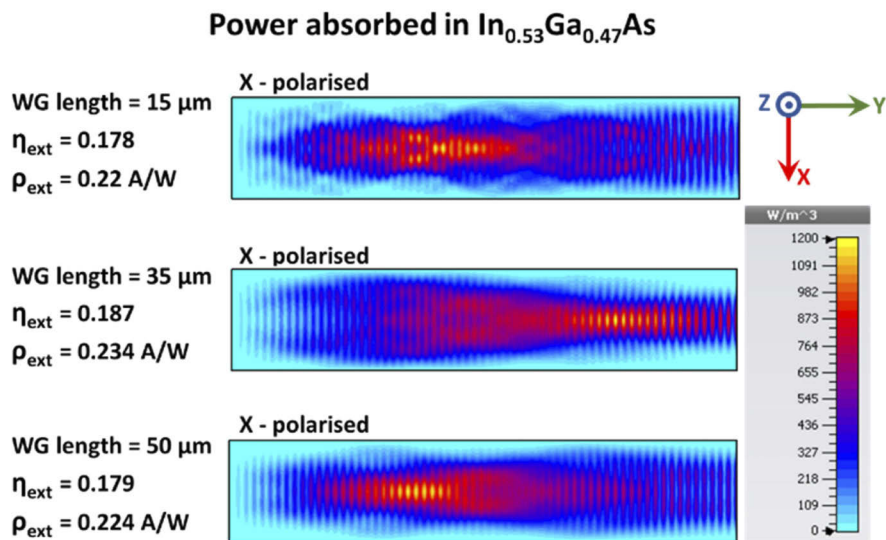 Power absorbed in In0.53Ga0.47As
X - polarised
WG length = 15 μm
ηext = 0.178
ρext = 0.22 A/W
Z
Y
X
X - polarised
WG length = 35 μm
ηext = 0.187
ρext = 0.234 A/W
X - polarised
WG length = 50 μm
ηext = 0.179
ρext = 0.224 A/W
W/m^3
1200
1091
982
873
764
655
545
436
327
218
109
0